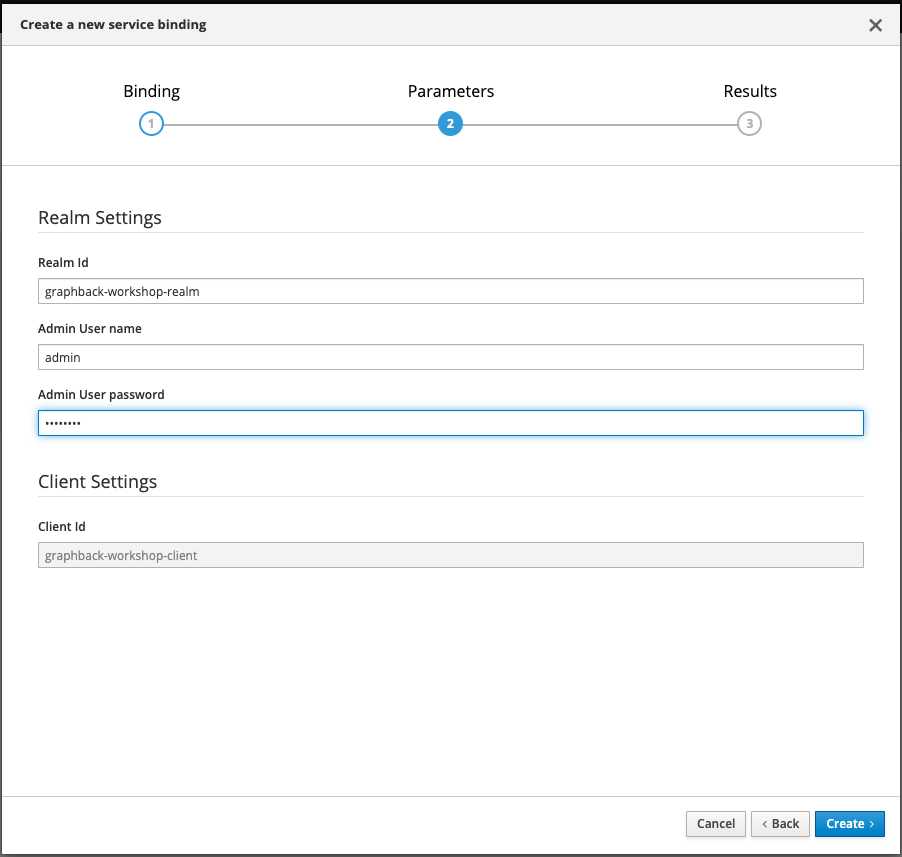 Create a new service binding
Binding Parameters Results
1 2 3
Realm Settings
Realm Id
graphback-workshop-realm
Admin User name
admin
Admin User password
••••••••
Client Settings
Client Id
graphback-workshop-client
Cancel < Back Create >